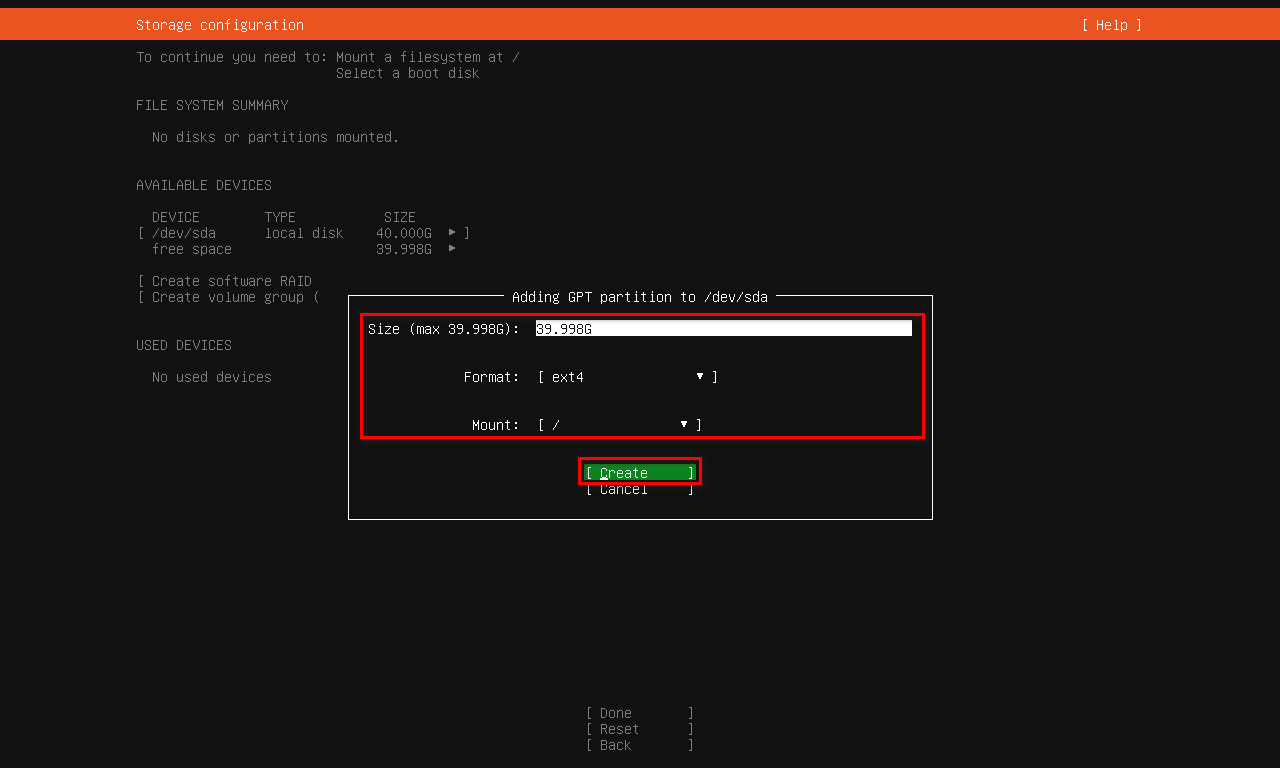 Storage configuration [ Help ]
To continue you need to: Mount a filesystem at /
Select a boot disk
FILE SYSTEM SUMMARY
No disks or partitions mounted.
AVAILABLE DEVICES
DEVICE TYPE SIZE
[ /dev/sda local disk 40.000G ▸ ]
free space 39.998G ▸
[ Create software RAID
[ Create volume group (
USED DEVICES
No used devices
Adding GPT partition to /dev/sda
Size (max 39.998G): 39.998G
Format: [ ext4 ▾ ]
Mount: [ / ▾ ]
[ Create ]
[ Cancel ]
[ Done ]
[ Reset ]
[ Back ]